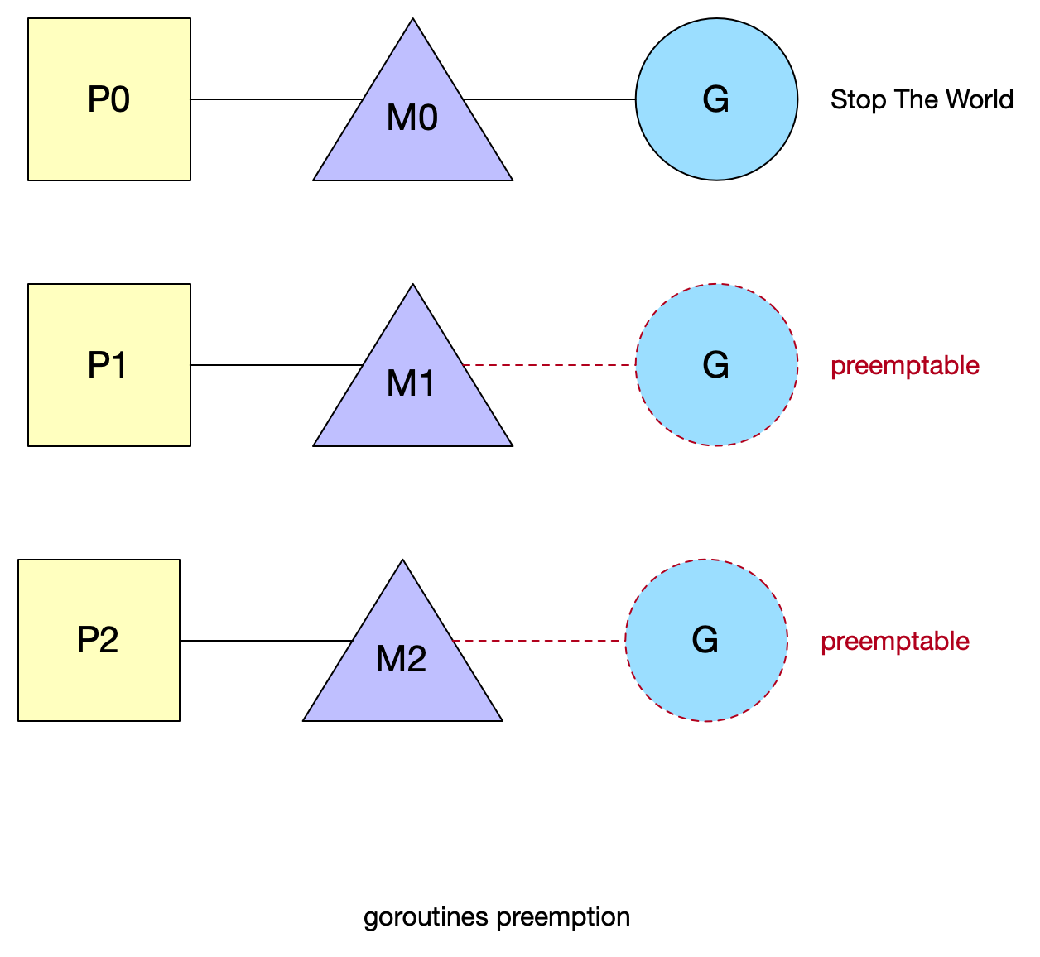 P0
M0
G
Stop The World
P1
M1
G
preemptable
P2
M2
G
preemptable
goroutines preemption